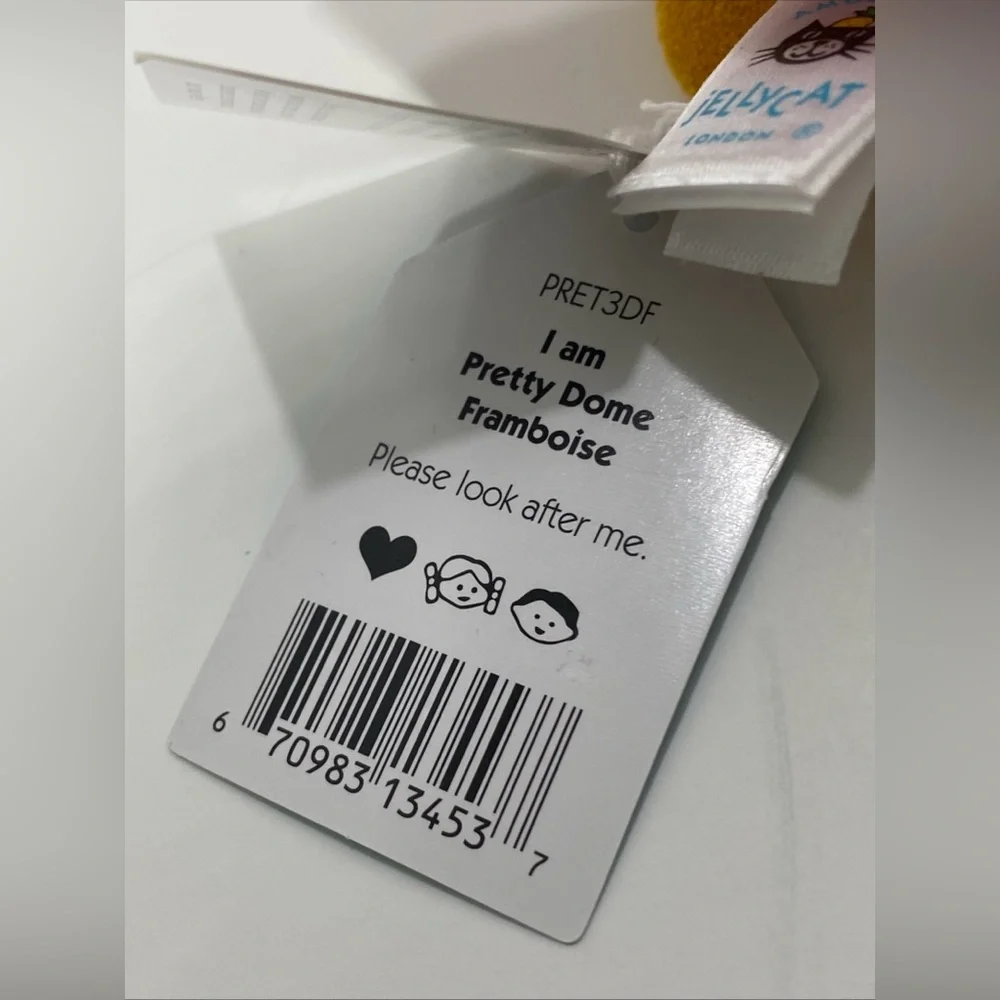 JELLYCAT
LONDON ®
PRET3DF
I am
Pretty Dome
Framboise
Please look after me.
6 70983 13453 7